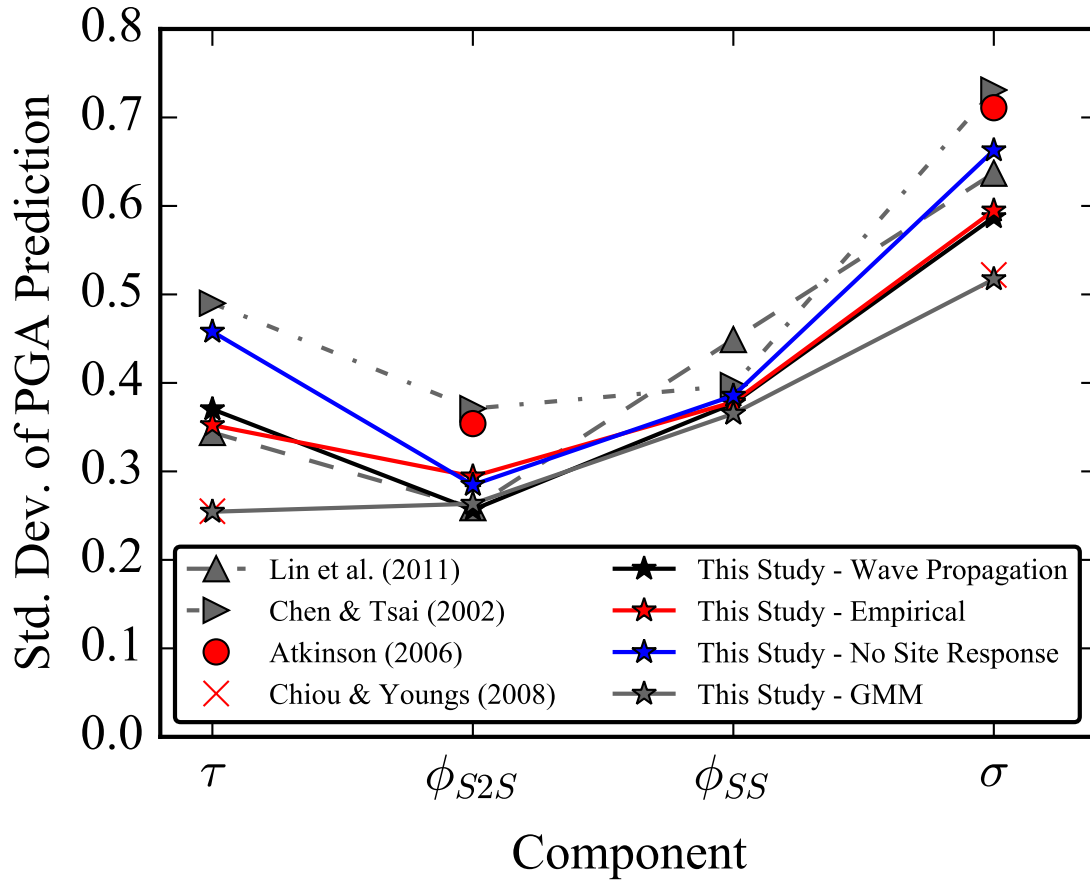 Std. Dev. of PGA Prediction
0.8
0.7
0.6
0.5
0.4
0.3
0.2
0.1
0.0
Lin et al. (2011)
Chen & Tsai (2002)
Atkinson (2006)
Chiou & Youngs (2008)
This Study - Wave Propagation
This Study - Empirical
This Study - No Site Response
This Study - GMM
τ ϕS2S ϕSS σ
Component